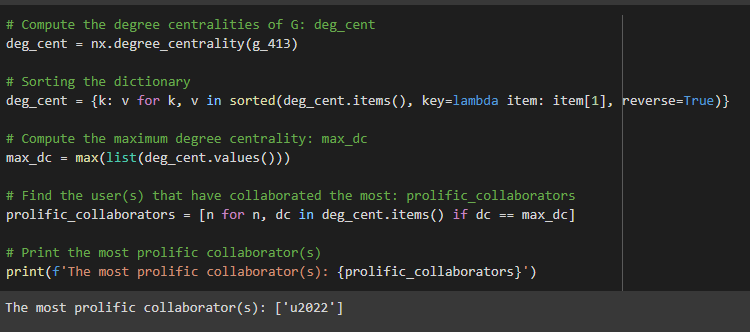 # Compute the degree centralities of G: deg_cent
deg_cent = nx.degree_centrality(g_413)
# Sorting the dictionary
deg_cent = {k: v for k, v in sorted(deg_cent.items(), key=lambda item: item[1], reverse=True)}
# Compute the maximum degree centrality: max_dc
max_dc = max(list(deg_cent.values()))
# Find the user(s) that have collaborated the most: prolific_collaborators
prolific_collaborators = [n for n, dc in deg_cent.items() if dc == max_dc]
# Print the most prolific collaborator(s)
print(f'The most prolific collaborator(s): {prolific_collaborators}')
The most prolific collaborator(s): ['u2022']